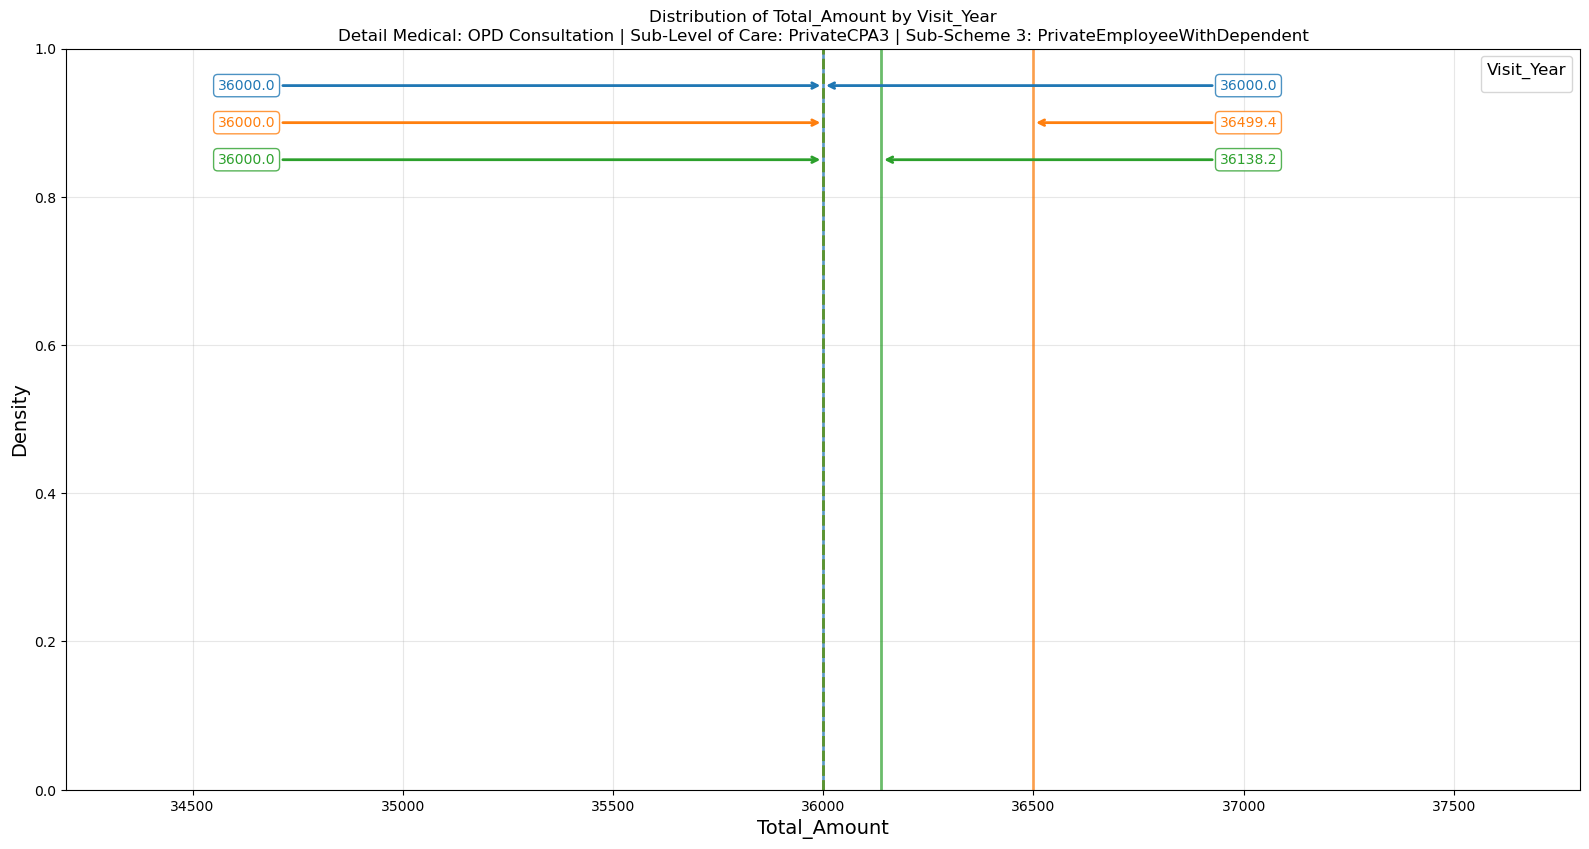 Distribution of Total_Amount by Visit_Year
Detail Medical: OPD Consultation | Sub-Level of Care: PrivateCPA3 | Sub-Scheme 3: PrivateEmployeeWithDependent
Visit_Year
36000.0 36000.0
36000.0 36499.4
36000.0 36138.2
1.0
0.8
0.6
0.4
0.2
0.0
Density
34500 35000 35500 36000 36500 37000 37500
Total_Amount